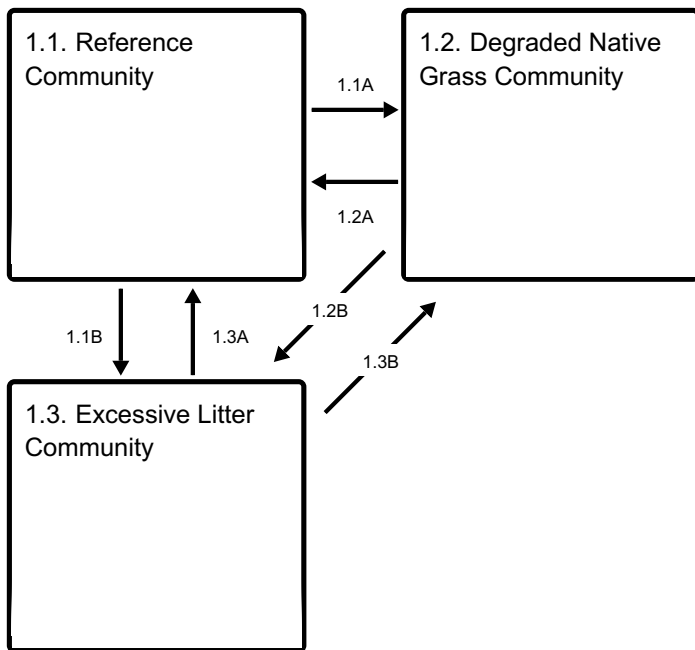 1.1. Reference
Community
1.2. Degraded Native
Grass Community
1.1A
1.2A
1.2B
1.1B
1.3A
1.3B
1.3. Excessive Litter
Community